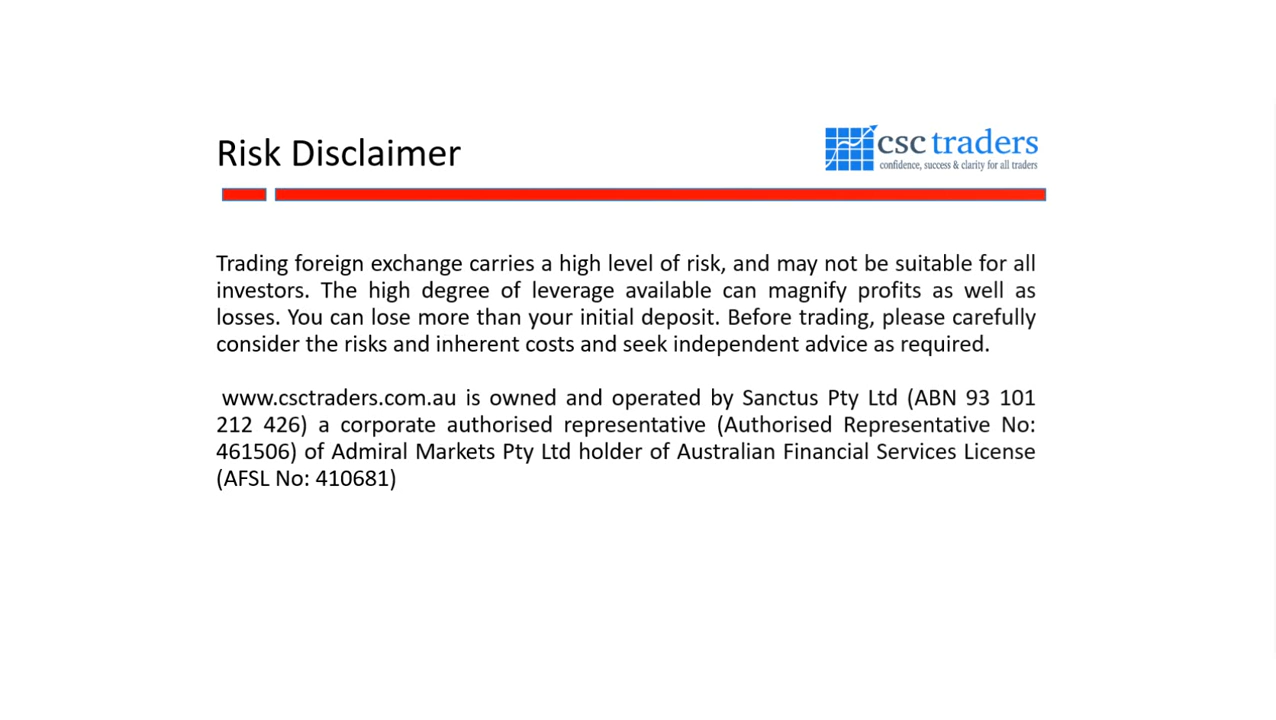 Risk Disclaimer
csc traders
confidence, success & clarity for all traders
Trading foreign exchange carries a high level of risk, and may not be suitable for all
investors. The high degree of leverage available can magnify profits as well as
losses. You can lose more than your initial deposit. Before trading, please carefully
consider the risks and inherent costs and seek independent advice as required.
www.csctraders.com.au is owned and operated by Sanctus Pty Ltd (ABN 93 101
212 426) a corporate authorised representative (Authorised Representative No:
461506) of Admiral Markets Pty Ltd holder of Australian Financial Services License
(AFSL No: 410681)